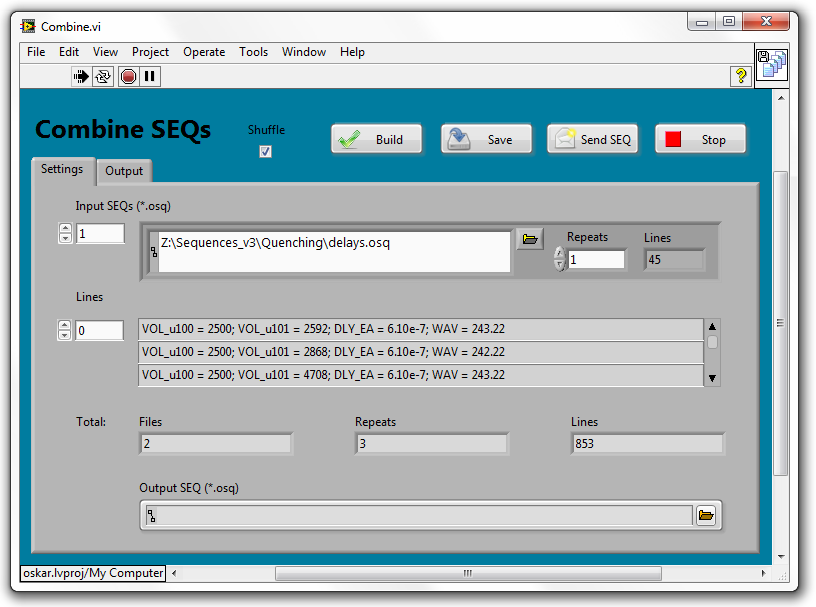 Combine.vi
File Edit View Project Operate Tools Window Help
?
Combine SEQs
Shuffle
Build
Save
Send SEQ
Stop
Settings
Output
Input SEQs (*.osq)
1
Z:\Sequences_v3\Quenching\delays.osq
Repeats
1
Lines
45
Lines
0
VOL_u100 = 2500; VOL_u101 = 2592; DLY_EA = 6.10e-7; WAV = 243.22
VOL_u100 = 2500; VOL_u101 = 2868; DLY_EA = 6.10e-7; WAV = 242.22
VOL_u100 = 2500; VOL_u101 = 4708; DLY_EA = 6.10e-7; WAV = 243.22
Total:
Files
2
Repeats
3
Lines
853
Output SEQ (*.osq)
oskar.lvproj/My Computer